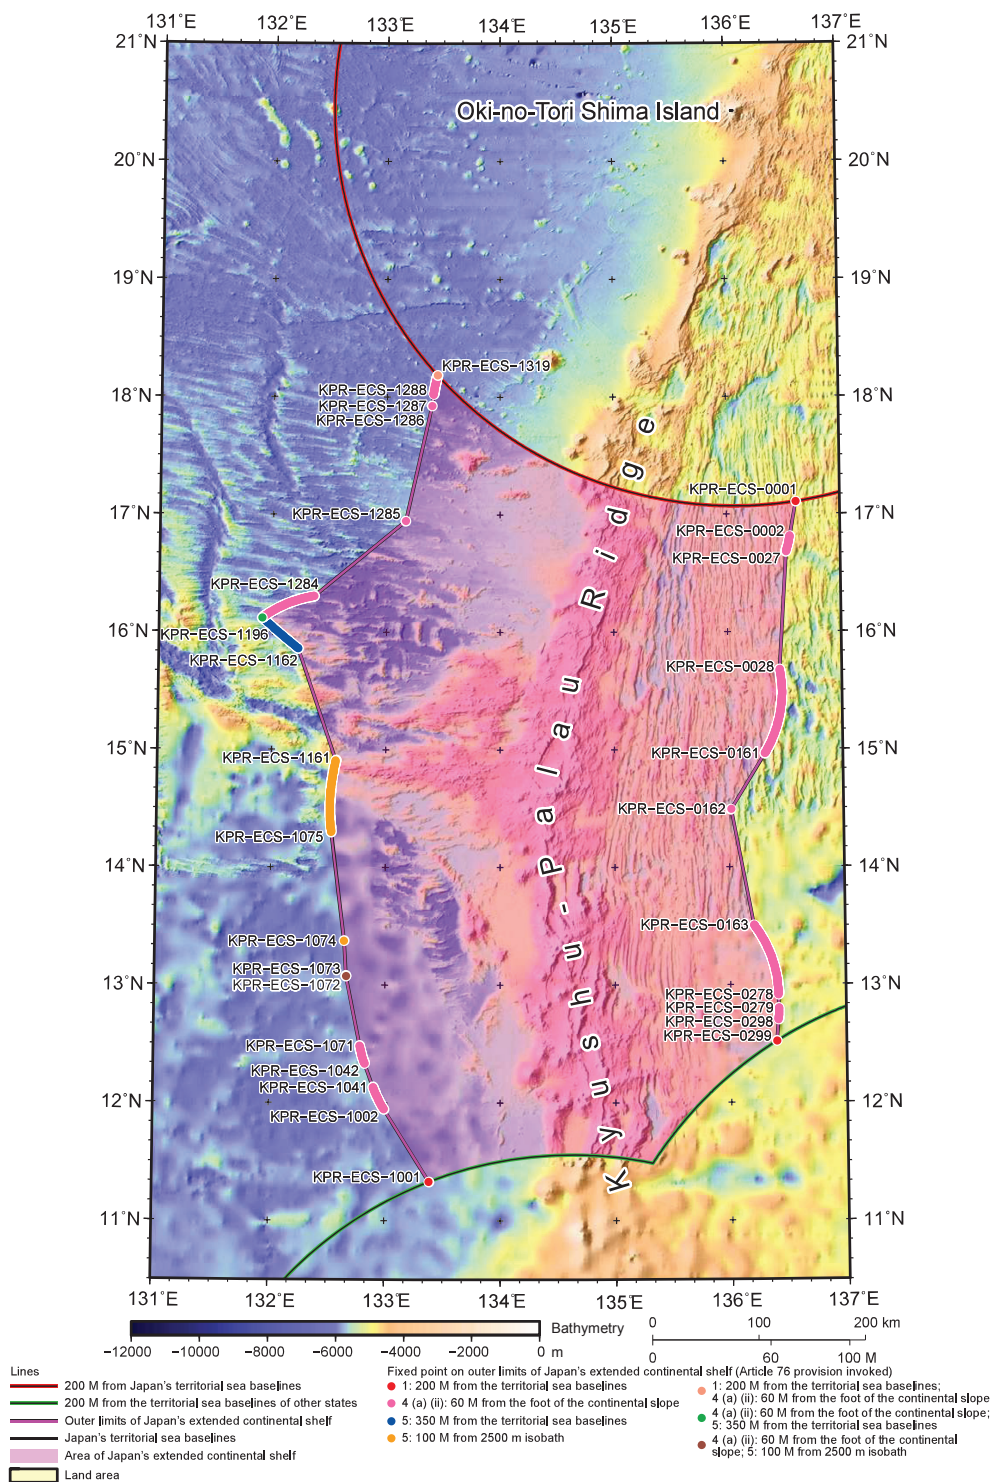 131˚E 132˚E 133˚E 134˚E 135˚E 136˚E 137˚E
21˚N 21˚N
Oki-no-Tori Shima Island
20˚N 20˚N
19˚N 19˚N
KPR-ECS-1319
KPR-ECS-1288
18˚N 18˚N
KPR-ECS-1287
KPR-ECS-1286
KPR-ECS-0001
17˚N 17˚N
KPR-ECS-1285
KPR-ECS-0002
KPR-ECS-0027
KPR-ECS-1284
16˚N 16˚N
KPR-ECS-1196
KPR-ECS-1162
KPR-ECS-0028
15˚N 15˚N
KPR-ECS-1161
KPR-ECS-0161
KPR-ECS-0162
KPR-ECS-1075
14˚N 14˚N
KPR-ECS-0163
KPR-ECS-1074
KPR-ECS-1073
KPR-ECS-1072
13˚N 13˚N
KPR-ECS-0278
KPR-ECS-0279
KPR-ECS-0298
KPR-ECS-0299
KPR-ECS-1071
KPR-ECS-1042
KPR-ECS-1041
KPR-ECS-1002
12˚N 12˚N
Kyushu-Palau Ridge
KPR-ECS-1001
11˚N 11˚N
131˚E 132˚E 133˚E 134˚E 135˚E 136˚E 137˚E
Bathymetry
−12000 −10000 −8000 −6000 −4000 −2000 0 m
0 100 200 km
0 60 100 M
Lines
200 M from Japan's territorial sea baselines
200 M from the territorial sea baselines of other states
Outer limits of Japan's extended continental shelf
Japan's territorial sea baselines
Area of Japan's extended continental shelf
Land area
Fixed point on outer limits of Japan's extended continental shelf (Article 76 provision invoked)
1: 200 M from the territorial sea baselines
4 (a) (ii): 60 M from the foot of the continental slope
5: 350 M from the territorial sea baselines
5: 100 M from 2500 m isobath
1: 200 M from the territorial sea baselines;
4 (a) (ii): 60 M from the foot of the continental slope
4 (a) (ii): 60 M from the foot of the continental slope;
5: 350 M from the territorial sea baselines
4 (a) (ii): 60 M from the foot of the continental
slope; 5: 100 M from 2500 m isobath